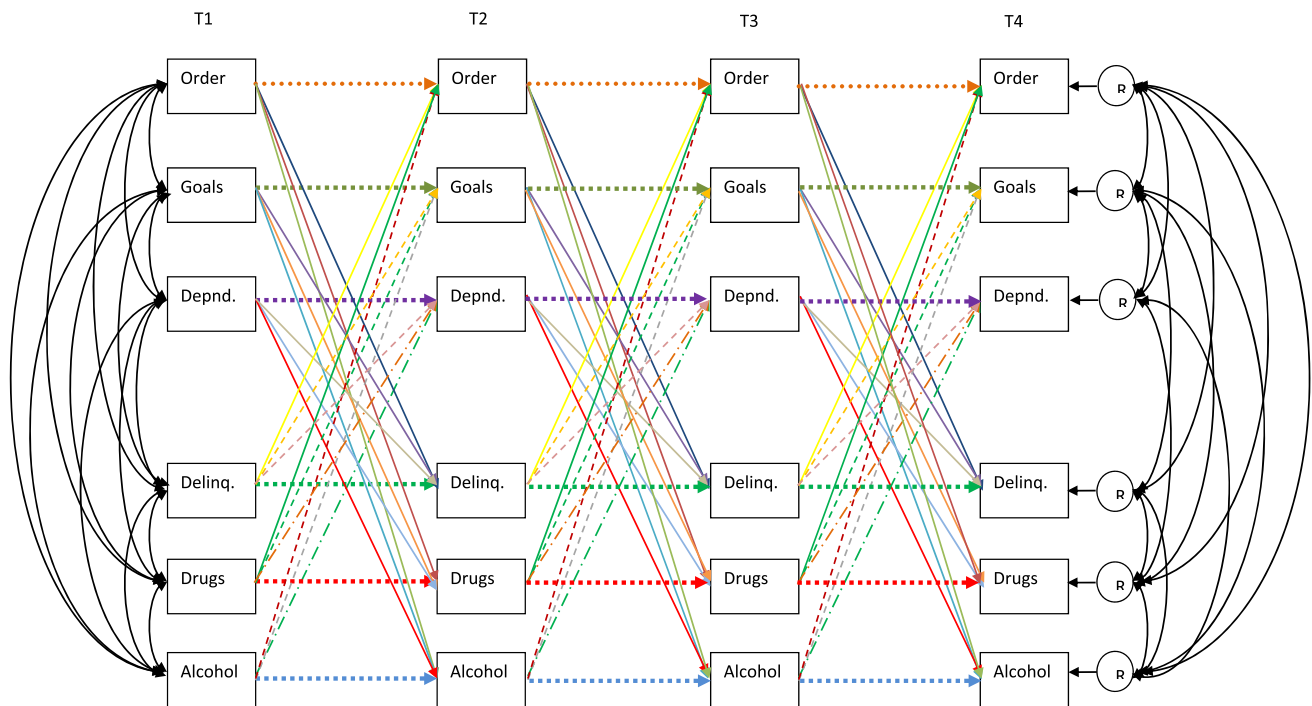 T1 T2 T3 T4
Order Order Order Order R
Goals Goals Goals Goals R
Depnd. Depnd. Depnd. Depnd. R
Delinq. Delinq. Delinq. Delinq. R
Drugs Drugs Drugs Drugs R
Alcohol Alcohol Alcohol Alcohol R